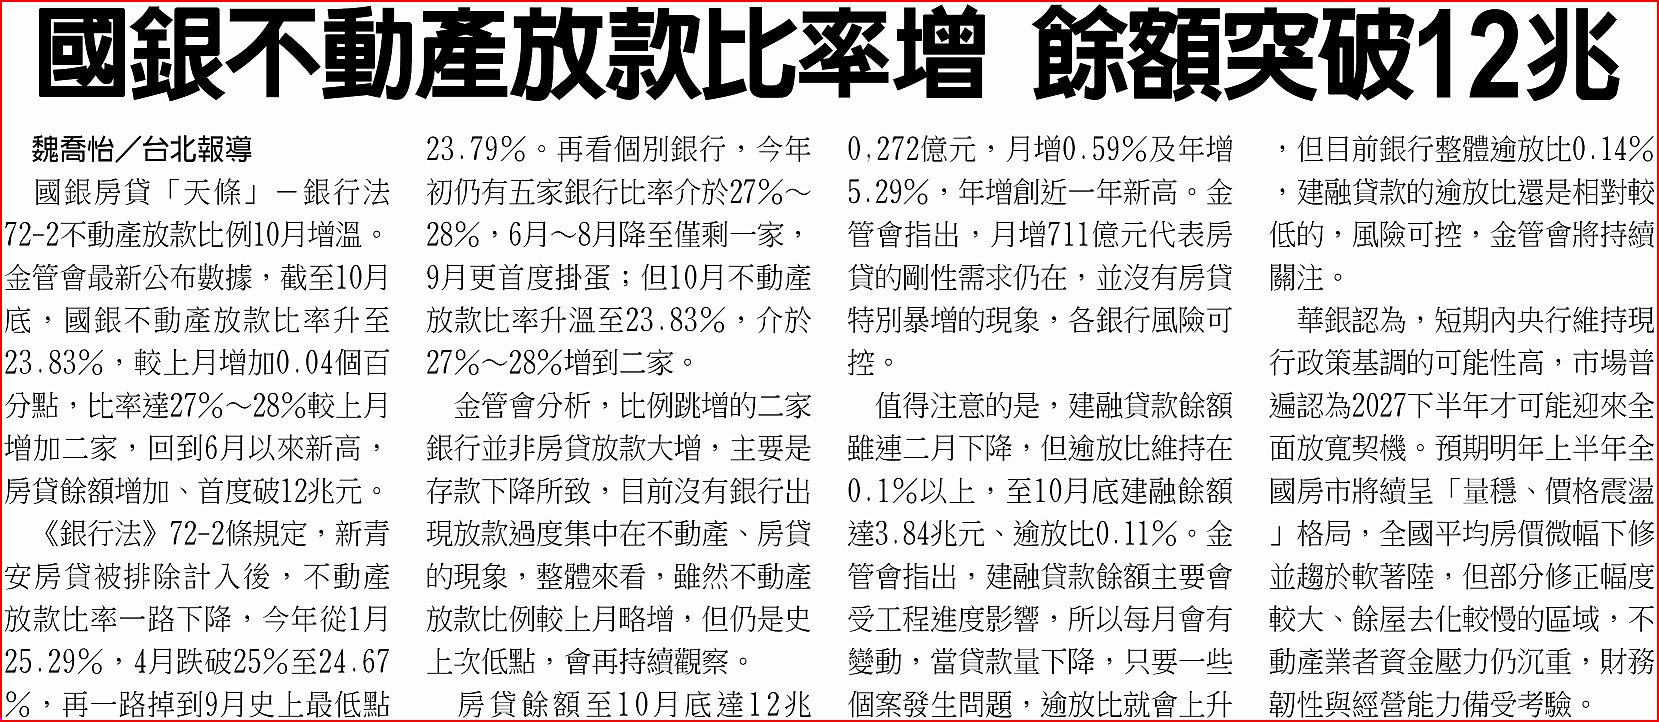 國銀不動產放款比率增 餘額突破12兆
魏喬怡／台北報導
國銀房貸「天條」－銀行法
72-2不動產放款比例10月增溫。
金管會最新公布數據，截至10月
底，國銀不動產放款比率升至
23.83%，較上月增加0.04個百
分點，比率達27%～28%較上月
增加二家，回到6月以來新高，
房貸餘額增加、首度破12兆元。
《銀行法》72-2條規定，新青
安房貸被排除計入後，不動產
放款比率一路下降，今年從1月
25.29%，4月跌破25%至24.67
%，再一路掉到9月史上最低點
23.79%。再看個別銀行，今年
初仍有五家銀行比率介於27%～
28%，6月～8月降至僅剩一家，
9月更首度掛蛋；但10月不動產
放款比率升溫至23.83%，介於
27%～28%增到二家。
金管會分析，比例跳增的二家
銀行並非房貸放款大增，主要是
存款下降所致，目前沒有銀行出
現放款過度集中在不動產、房貸
的現象，整體來看，雖然不動產
放款比例較上月略增，但仍是史
上次低點，會再持續觀察。
房貸餘額至10月底達12兆
0,272億元，月增0.59%及年增
5.29%，年增創近一年新高。金
管會指出，月增711億元代表房
貸的剛性需求仍在，並沒有房貸
特別暴增的現象，各銀行風險可
控。
值得注意的是，建融貸款餘額
雖連二月下降，但逾放比維持在
0.1%以上，至10月底建融餘額
達3.84兆元、逾放比0.11%。金
管會指出，建融貸款餘額主要會
受工程進度影響，所以每月會有
變動，當貸款量下降，只要一些
個案發生問題，逾放比就會上升
，但目前銀行整體逾放比0.14%
，建融貸款的逾放比還是相對較
低的，風險可控，金管會將持續
關注。
華銀認為，短期內央行維持現
行政策基調的可能性高，市場普
遍認為2027下半年才可能迎來全
面放寬契機。預期明年上半年全
國房市將續呈「量穩、價格震盪
」格局，全國平均房價微幅下修
並趨於軟著陸，但部分修正幅度
較大、餘屋去化較慢的區域，不
動產業者資金壓力仍沉重，財務
韌性與經營能力備受考驗。